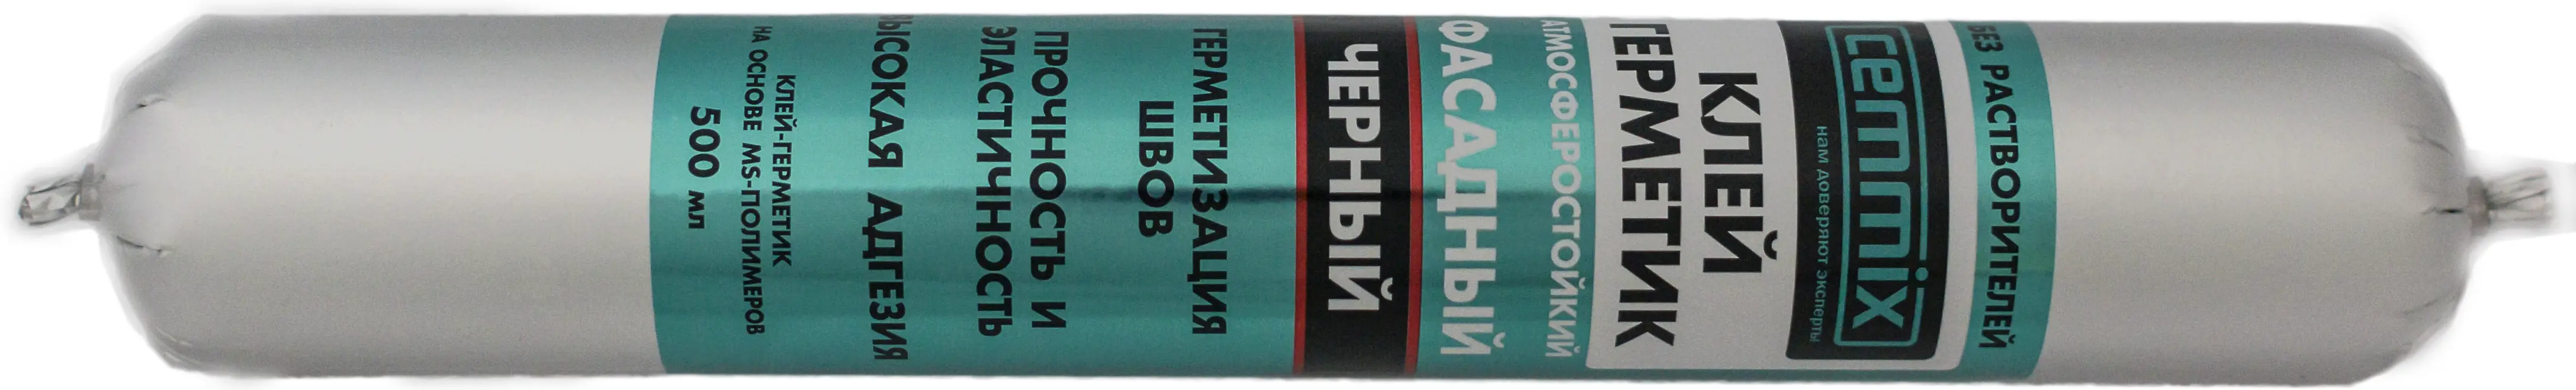 БЕЗ РАСТВОРИТЕЛЕЙ
cemmix
нам доверяют эксперты
КЛЕЙ
ГЕРМЕТИК
АТМОСФЕРОСТОЙКИЙ
ФАСАДНЫЙ
ЧЕРНЫЙ
ГЕРМЕТИЗАЦИЯ
ШВОВ
ПРОЧНОСТЬ И
ЭЛАСТИЧНОСТЬ
ВЫСОКАЯ АДГЕЗИЯ
КЛЕЙ-ГЕРМЕТИК
НА ОСНОВЕ MS-ПОЛИМЕРОВ
500 мл